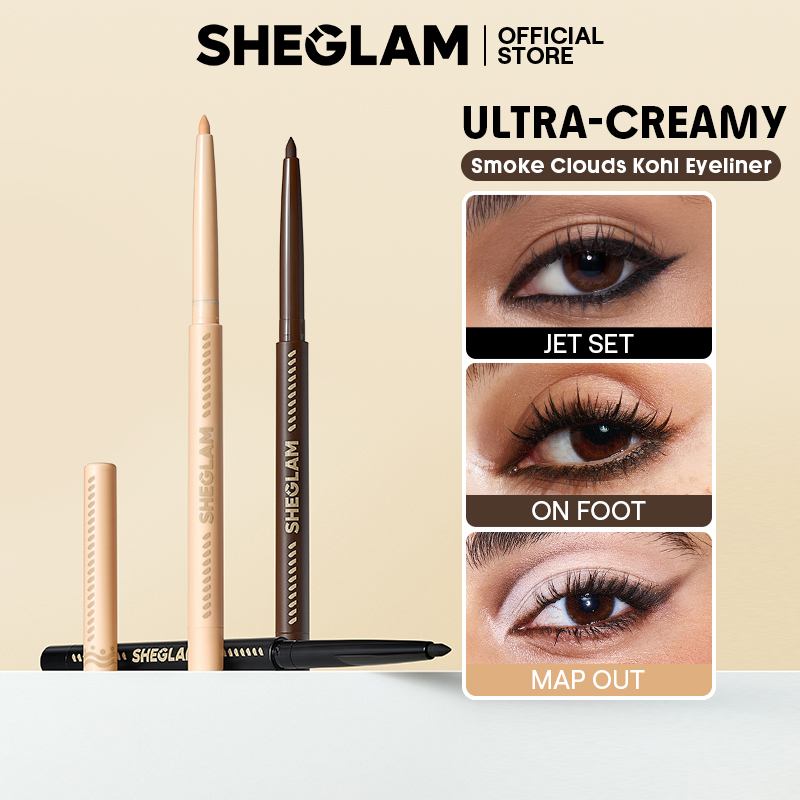 SHEGLAM
OFFICIAL
STORE
ULTRA-CREAMY
Smoke Clouds Kohl Eyeliner
JET SET
ON FOOT
MAP OUT
SHEGLAM
SHEGLAM
SHEGLAM